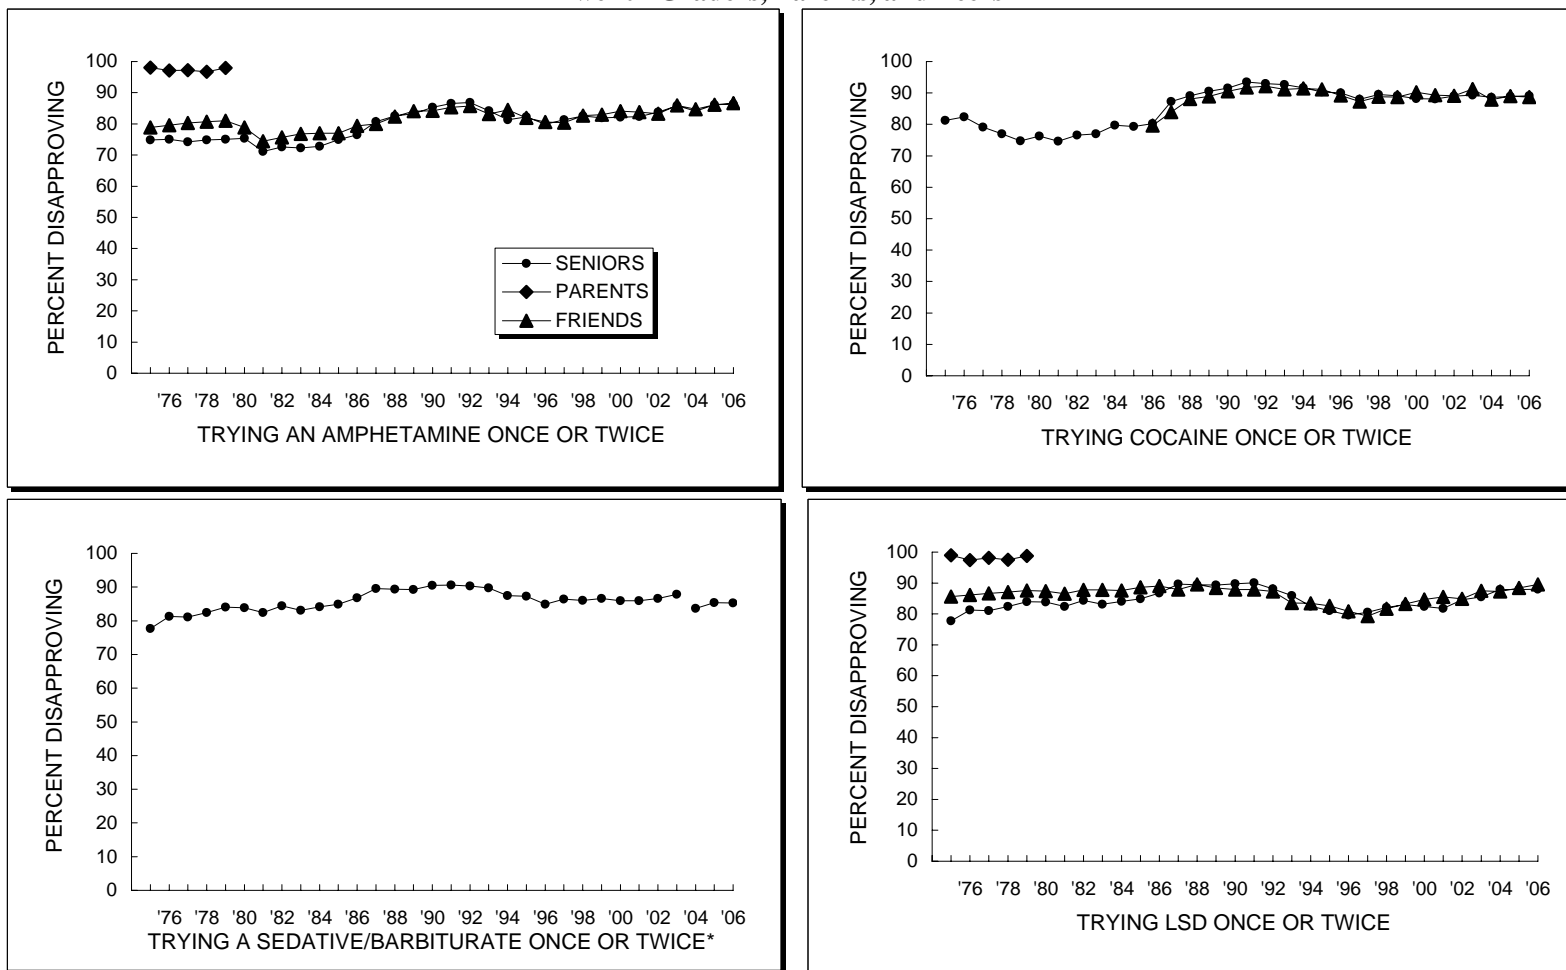 PERCENT DISAPPROVING
100
90
80
70
60
50
40
30
20
10
0
SENIORS
PARENTS
FRIENDS
'76 '78 '80 '82 '84 '86 '88 '90 '92 '94 '96 '98 '00 '02 '04 '06
TRYING AN AMPHETAMINE ONCE OR TWICE
PERCENT DISAPPROVING
100
90
80
70
60
50
40
30
20
10
0
'76 '78 '80 '82 '84 '86 '88 '90 '92 '94 '96 '98 '00 '02 '04 '06
TRYING COCAINE ONCE OR TWICE
PERCENT DISAPPROVING
100
90
80
70
60
50
40
30
20
10
0
'76 '78 '80 '82 '84 '86 '88 '90 '92 '94 '96 '98 '00 '02 '04 '06
TRYING A SEDATIVE/BARBITURATE ONCE OR TWICE*
PERCENT DISAPPROVING
100
90
80
70
60
50
40
30
20
10
0
'76 '78 '80 '82 '84 '86 '88 '90 '92 '94 '96 '98 '00 '02 '04 '06
TRYING LSD ONCE OR TWICE